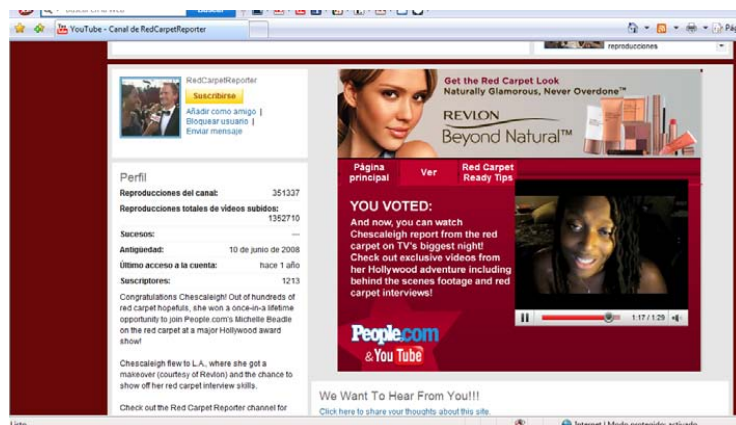 YouTube - Canal de RedCarpetReporter
Pág
reproducciones
RedCarpetReporter
Suscribirse
Añadir como amigo |
Bloquear usuario |
Enviar mensaje
Perfil
Reproducciones del canal: 351337
Reproducciones totales de vídeos subidos:
1352710
Sucesos: ---
Antigüedad: 10 de junio de 2008
Último acceso a la cuenta: hace 1 año
Suscriptores: 1213
Congratulations Chescaleigh! Out of hundreds of
red carpet hopefuls, she won a once-in-a lifetime
opportunity to join People.com's Michelle Beadle
on the red carpet at a major Hollywood award
show!
Chescaleigh flew to L.A., where she got a
makeover (courtesy of Revlon) and the chance to
show off her red carpet interview skills.
Check out the Red Carpet Reporter channel for
Get the Red Carpet Look
Naturally Glamorous, Never Overdone™
REVLON
Beyond Natural™
Página
principal
Ver
Red Carpet
Ready Tips
YOU VOTED:
And now, you can watch
Chescaleigh report from the red
carpet on TV's biggest night!
Check out exclusive videos from
her Hollywood adventure including
behind the scenes footage and red
carpet interviews!
1:17 / 1:29
People.com
& You Tube
We Want To Hear From You!!!
Click here to share your thoughts about this site.
Listo
Internet | Modo protegido: activado